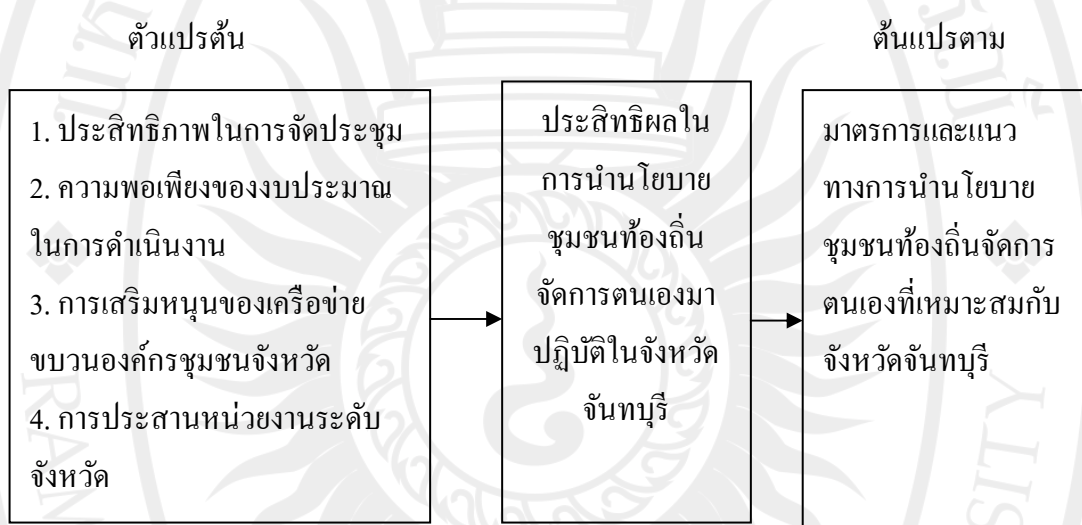 ตัวแปรต้น
ต้นแปรตาม
1. ประสิทธิภาพในการจัดประชุม
2. ความพอเพียงของงบประมาณ
ในการดำเนินงาน
3. การเสริมหนุนของเครือข่าย
ขบวนองค์กรชุมชนจังหวัด
4. การประสานหน่วยงานระดับ
จังหวัด
ประสิทธิผลใน
การนำนโยบาย
ชุมชนท้องถิ่น
จัดการตนเองมา
ปฏิบัติในจังหวัด
จันทบุรี
มาตรการและแนว
ทางการนำนโยบาย
ชุมชนท้องถิ่นจัดการ
ตนเองที่เหมาะสมกับ
จังหวัดจันทบุรี